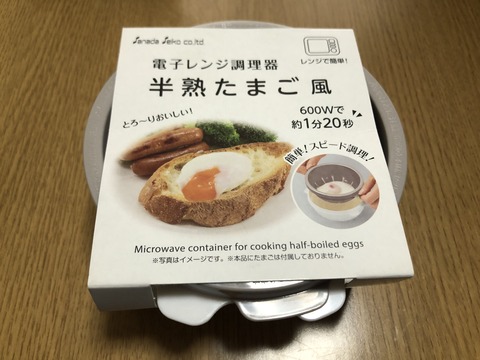 Sanada Seiko co.,ltd
レンジで簡単!
電子レンジ調理器
半熟たまご風
とろ〜りおいしい!
600Wで
約1分20秒
簡単!スピード調理!
Microwave container for cooking half-boiled eggs
※写真はイメージです。※本品にたまごは付属しておりません。